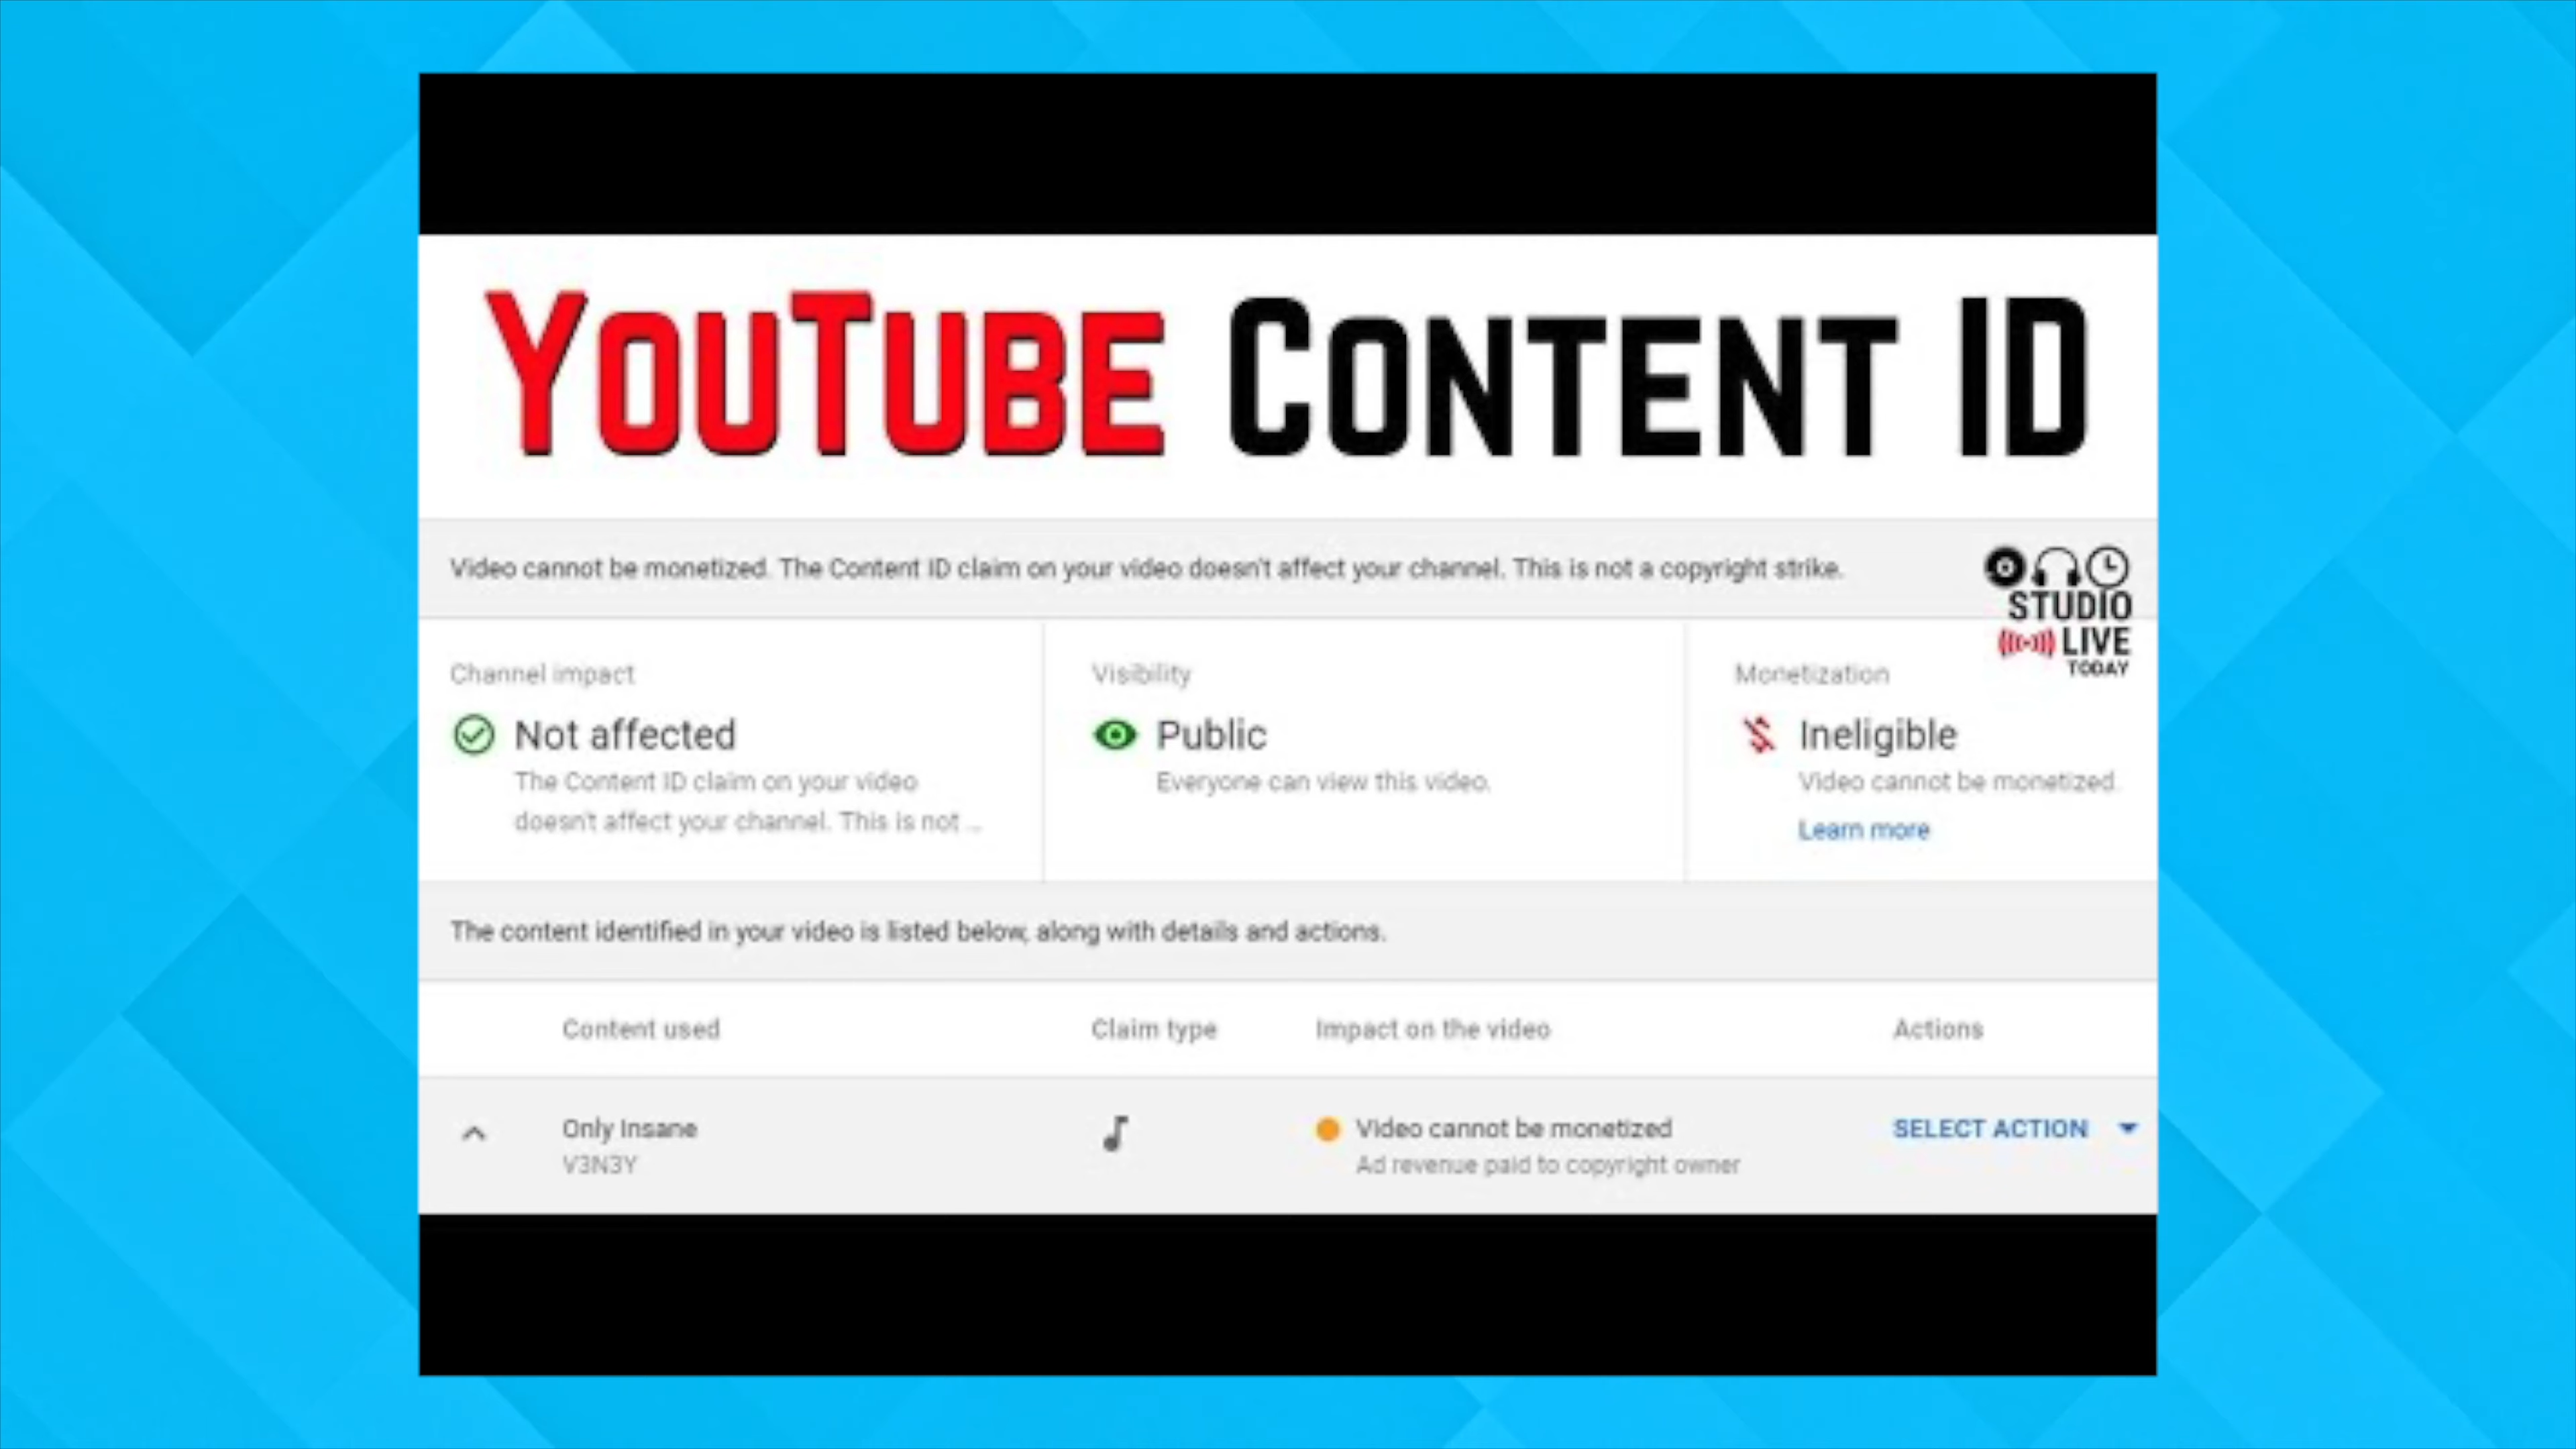 YOUTUBE CONTENT ID
Video cannot be monetized. The Content ID claim on your video doesn't affect your channel. This is not a copyright strike.
STUDIO
LIVE
TODAY
Channel impact
Not affected
The Content ID claim on your video
doesn't affect your channel. This is not ...
Visibility
Public
Everyone can view this video.
Monetization
Ineligible
Video cannot be monetized.
Learn more
The content identified in your video is listed below, along with details and actions.
Content used Claim type Impact on the video Actions
Only Insane Video cannot be monetized SELECT ACTION
V3N3Y Ad revenue paid to copyright owner